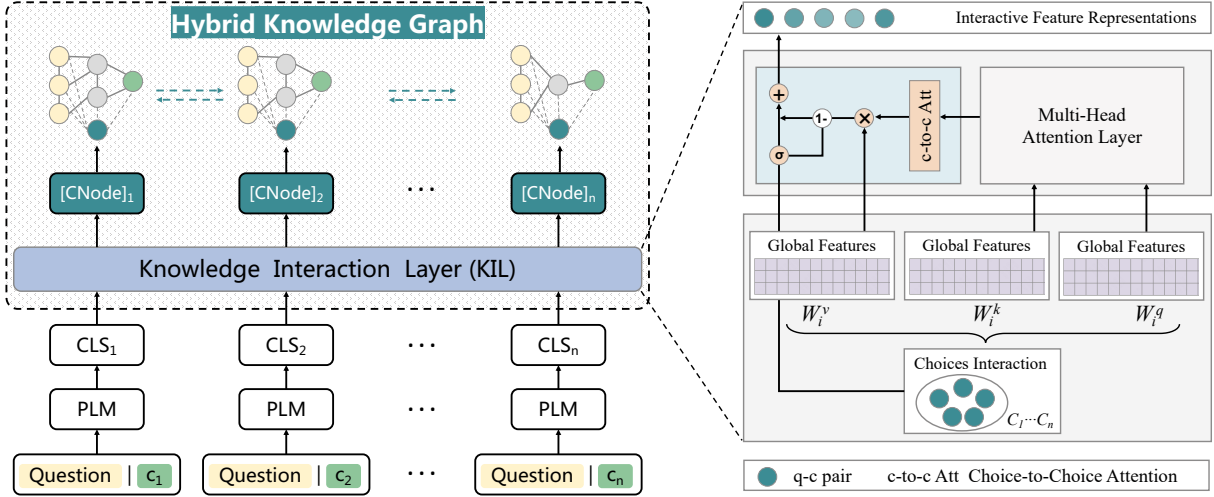 Hybrid Knowledge Graph
[CNode]1 [CNode]2 ... [CNode]n
Knowledge Interaction Layer (KIL)
CLS1 CLS2 ... CLSn
PLM PLM ... PLM
Question | c1 Question | c2 ... Question | cn
Interactive Feature Representations
+
1-
×
σ
c-to-c Att
Multi-Head
Attention Layer
Global Features Global Features Global Features
W_i^v W_i^k W_i^q
Choices Interaction
C1···Cn
q-c pair c-to-c Att Choice-to-Choice Attention